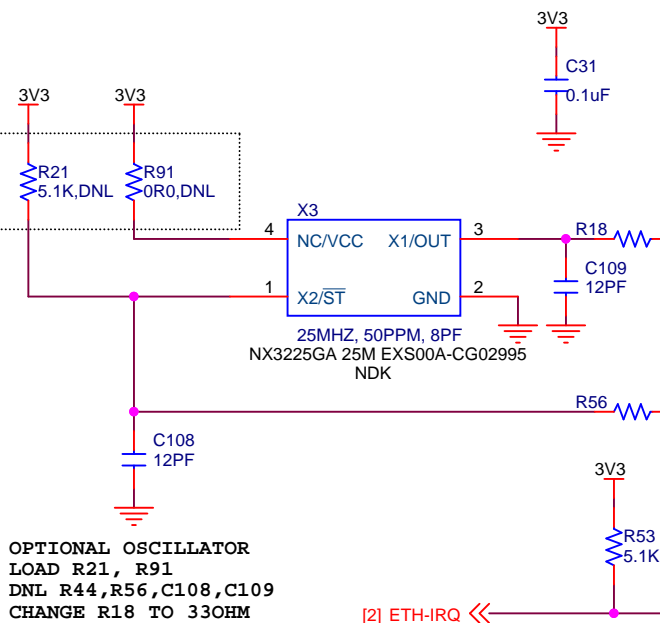 3V3
C31
0.1uF
3V3
3V3
R21
5.1K,DNL
R91
0R0,DNL
X3
4
NC/VCC
X1/OUT
3
1
X2/ST
GND
2
R18
C109
12PF
25MHZ, 50PPM, 8PF
NX3225GA 25M EXS00A-CG02995
NDK
R56
C108
12PF
3V3
R53
5.1K
OPTIONAL OSCILLATOR
LOAD R21, R91
DNL R44,R56,C108,C109
CHANGE R18 TO 33OHM
[2] ETH-IRQ